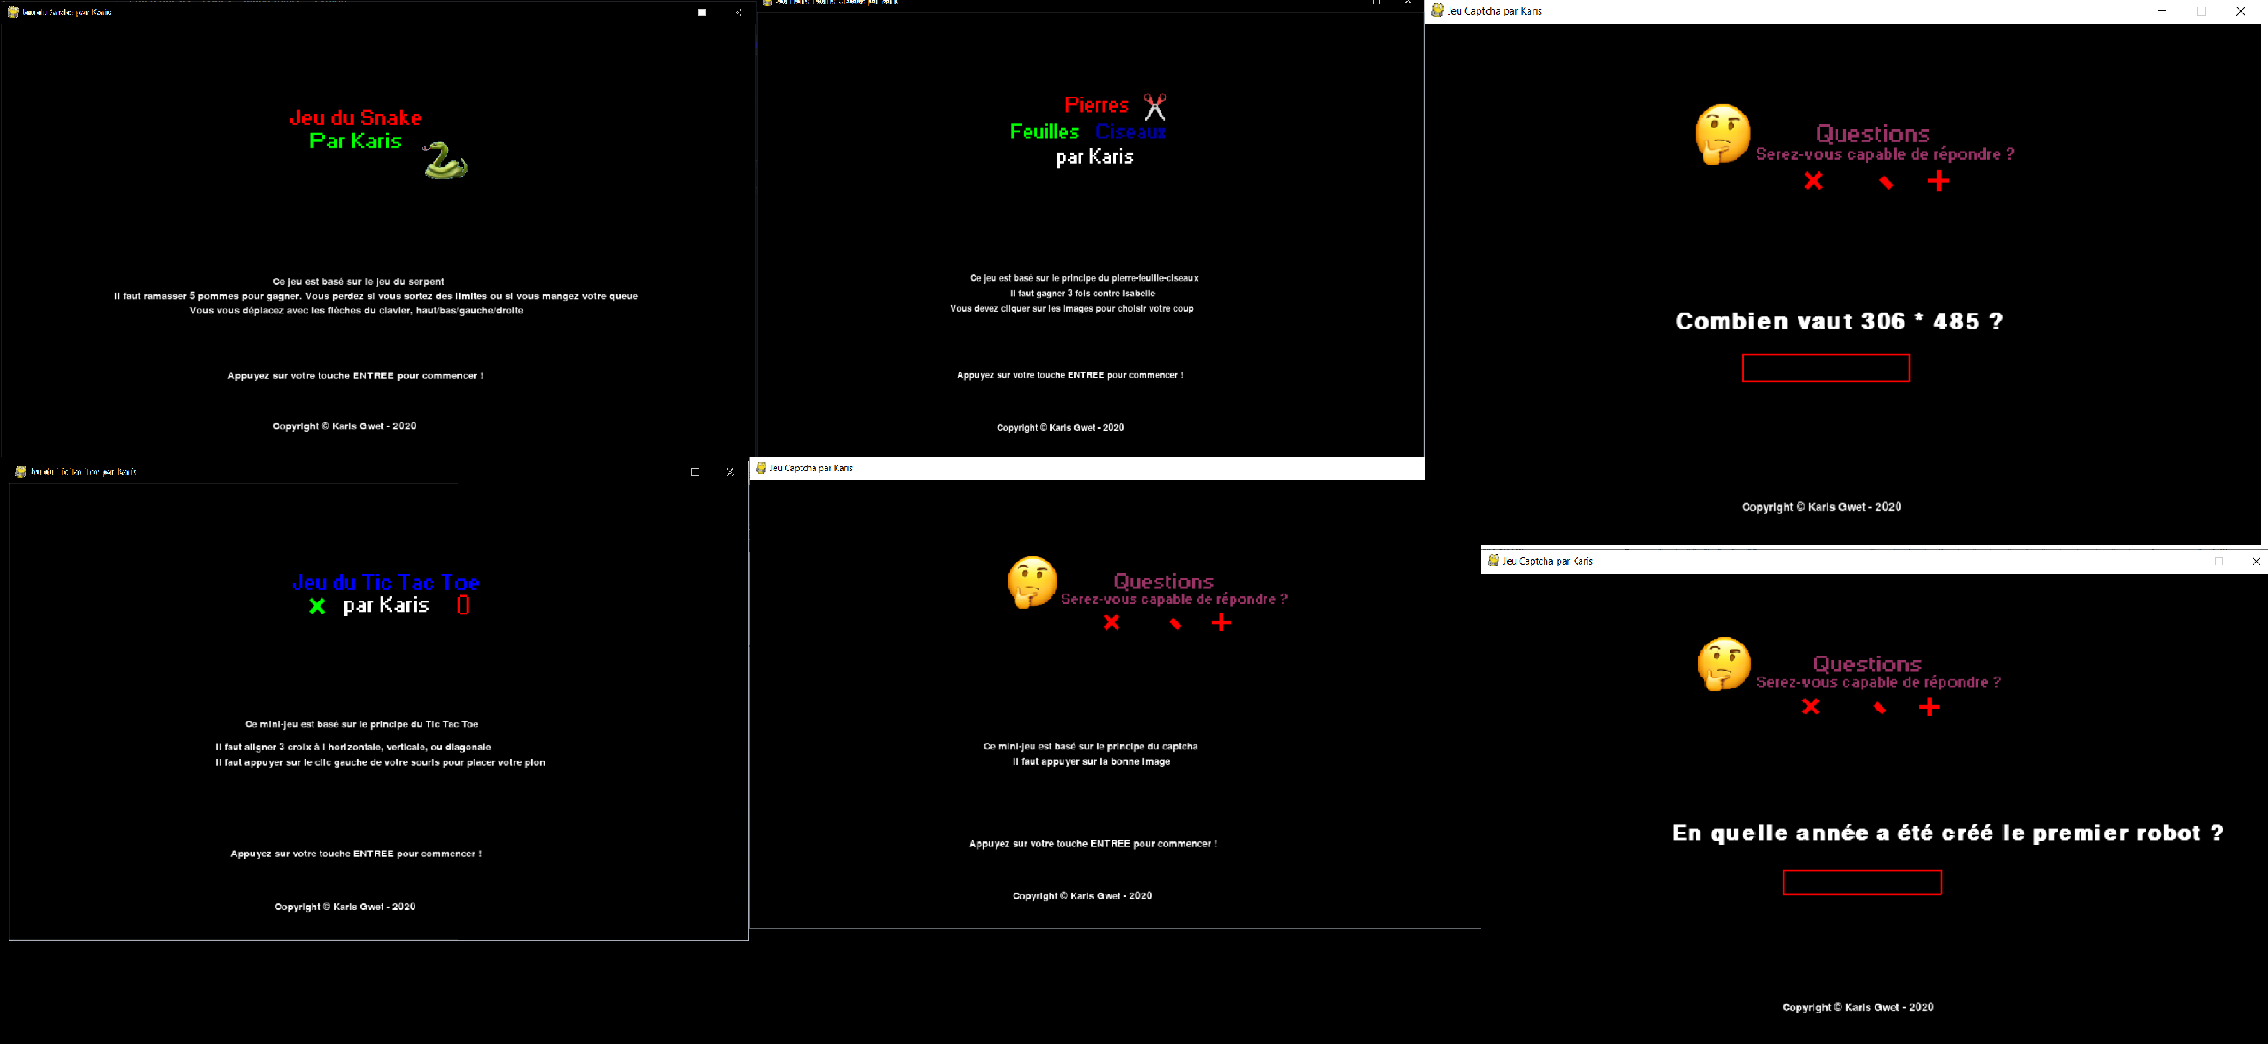 Jeu du Snake par Karis
Jeu du Snake
Par Karis
Ce jeu est basé sur le jeu du serpent
Il faut ramasser 5 pommes pour gagner. Vous perdez si vous sortez des limites ou si vous mangez votre queue
Vous vous déplacez avec les flèches du clavier, haut/bas/gauche/droite
Appuyez sur votre touche ENTREE pour commencer !
Copyright © Karis Gwet - 2020
Pierres
Feuilles - Ciseaux
par Karis
Ce jeu est basé sur le principe du pierre-feuille-ciseaux
Il faut gagner 3 fois contre Isabelle
Vous devez cliquer sur les images pour choisir votre coup
Appuyez sur votre touche ENTREE pour commencer !
Copyright © Karis Gwet - 2020
Jeu Captcha par Karis
Questions
Serez-vous capable de répondre ?
Combien vaut 306 * 485 ?
Copyright © Karis Gwet - 2020
Jeu du Tic Tac Toe par Karis
Jeu du Tic Tac Toe
par Karis
Ce mini-jeu est basé sur le principe du Tic Tac Toe
Il faut aligner 3 croix à l horizontale, verticale, ou diagonale
Il faut appuyer sur le clic gauche de votre souris pour placer votre pion
Appuyez sur votre touche ENTREE pour commencer !
Copyright © Karis Gwet - 2020
Jeu Captcha par Karis
Questions
Serez-vous capable de répondre ?
Ce mini-jeu est basé sur le principe du captcha
Il faut appuyer sur la bonne image
Appuyez sur votre touche ENTREE pour commencer !
Copyright © Karis Gwet - 2020
Jeu Captcha par Karis
Questions
Serez-vous capable de répondre ?
En quelle année a été créé le premier robot ?
Copyright © Karis Gwet - 2020